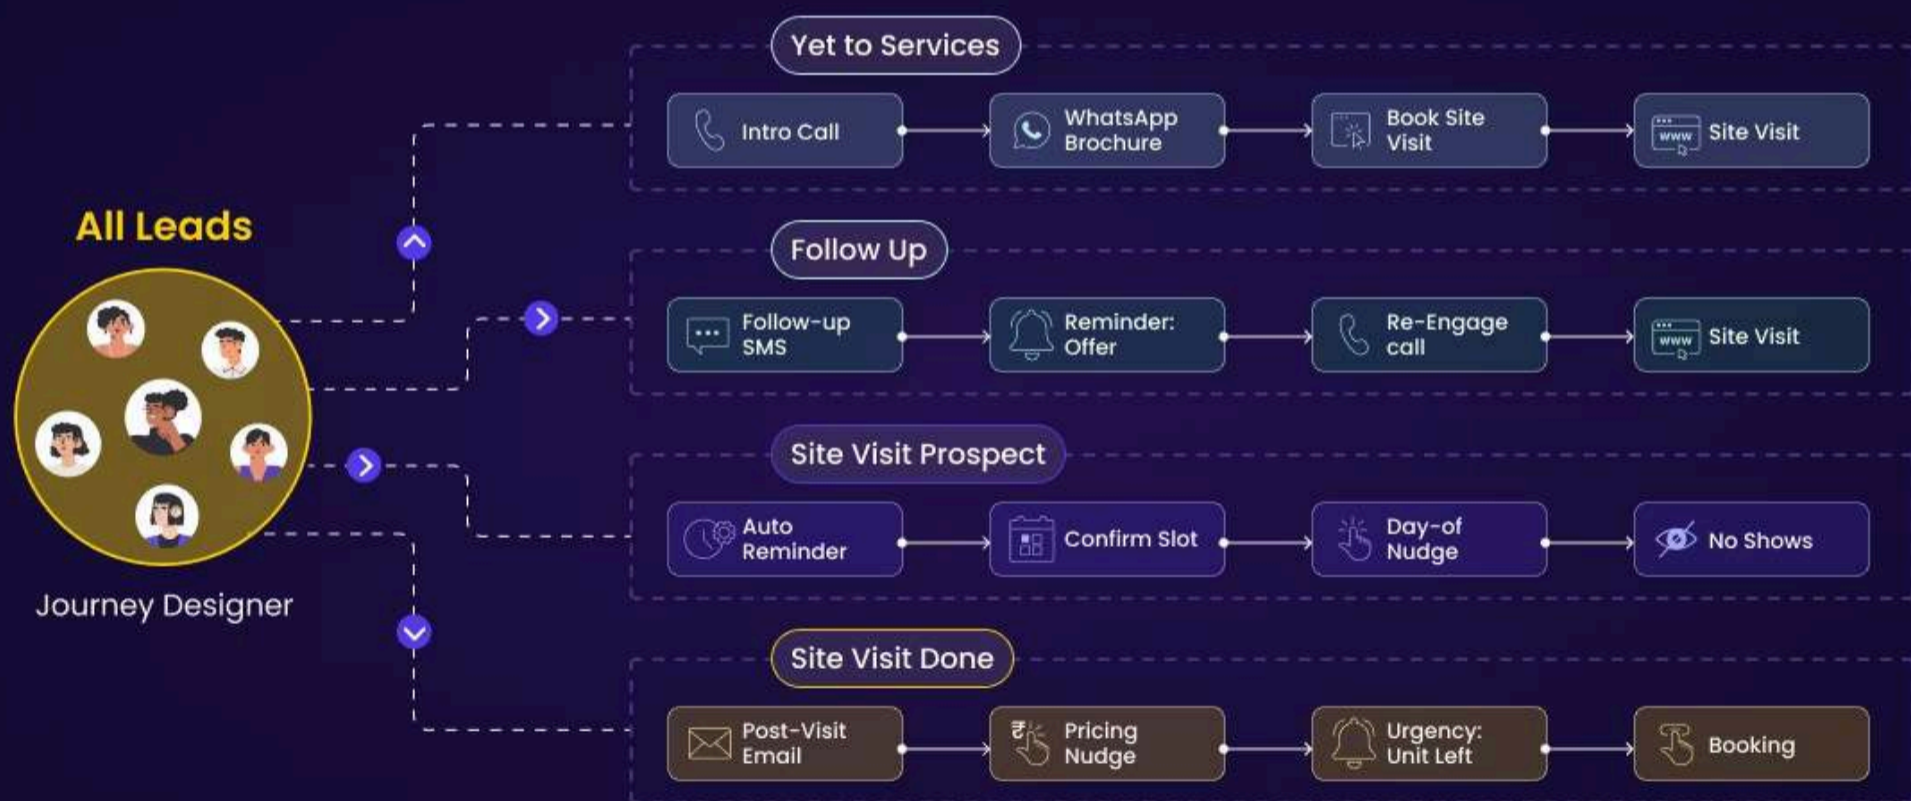 All Leads
Journey Designer
Yet to Services
Intro Call
WhatsApp
Brochure
Book Site
Visit
www
Site Visit
Follow Up
Follow-up
SMS
Reminder:
Offer
Re-Engage
call
www
Site Visit
Site Visit Prospect
Auto
Reminder
Confirm Slot
Day-of
Nudge
No Shows
Site Visit Done
Post-Visit
Email
₹
Pricing
Nudge
Urgency:
Unit Left
Booking